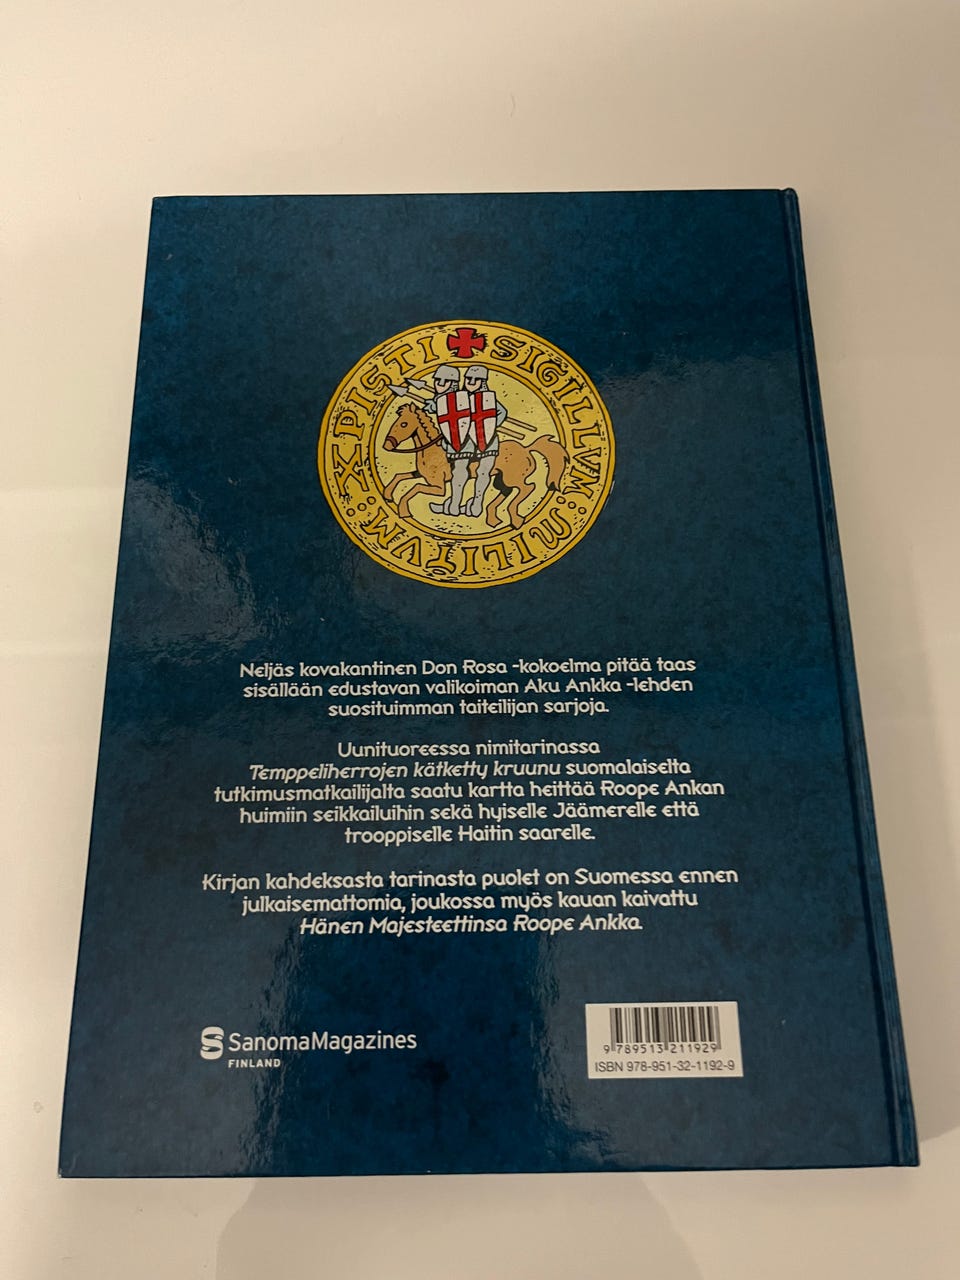 SIGILLVM · MILITVM : XPISTI
Neljäs kovakantinen Don Rosa -kokoelma pitää taas
sisällään edustavan valikoiman Aku Ankka -lehden
suosituimman taiteilijan sarjoja.
Uunituoreessa nimitarinassa
Temppeliherrojen kätketty kruunu suomalaiselta
tutkimusmatkailijalta saatu kartta heittää Roope Ankan
huimiin seikkailuihin sekä hyiselle Jäämerelle että
trooppiselle Haitin saarelle.
Kirjan kahdeksasta tarinasta puolet on Suomessa ennen
julkaisemattomia, joukossa myös kauan kaivattu
Hänen Majesteettinsa Roope Ankka.
SanomaMagazines
FINLAND
9 789513 211929
ISBN 978-951-32-1192-9